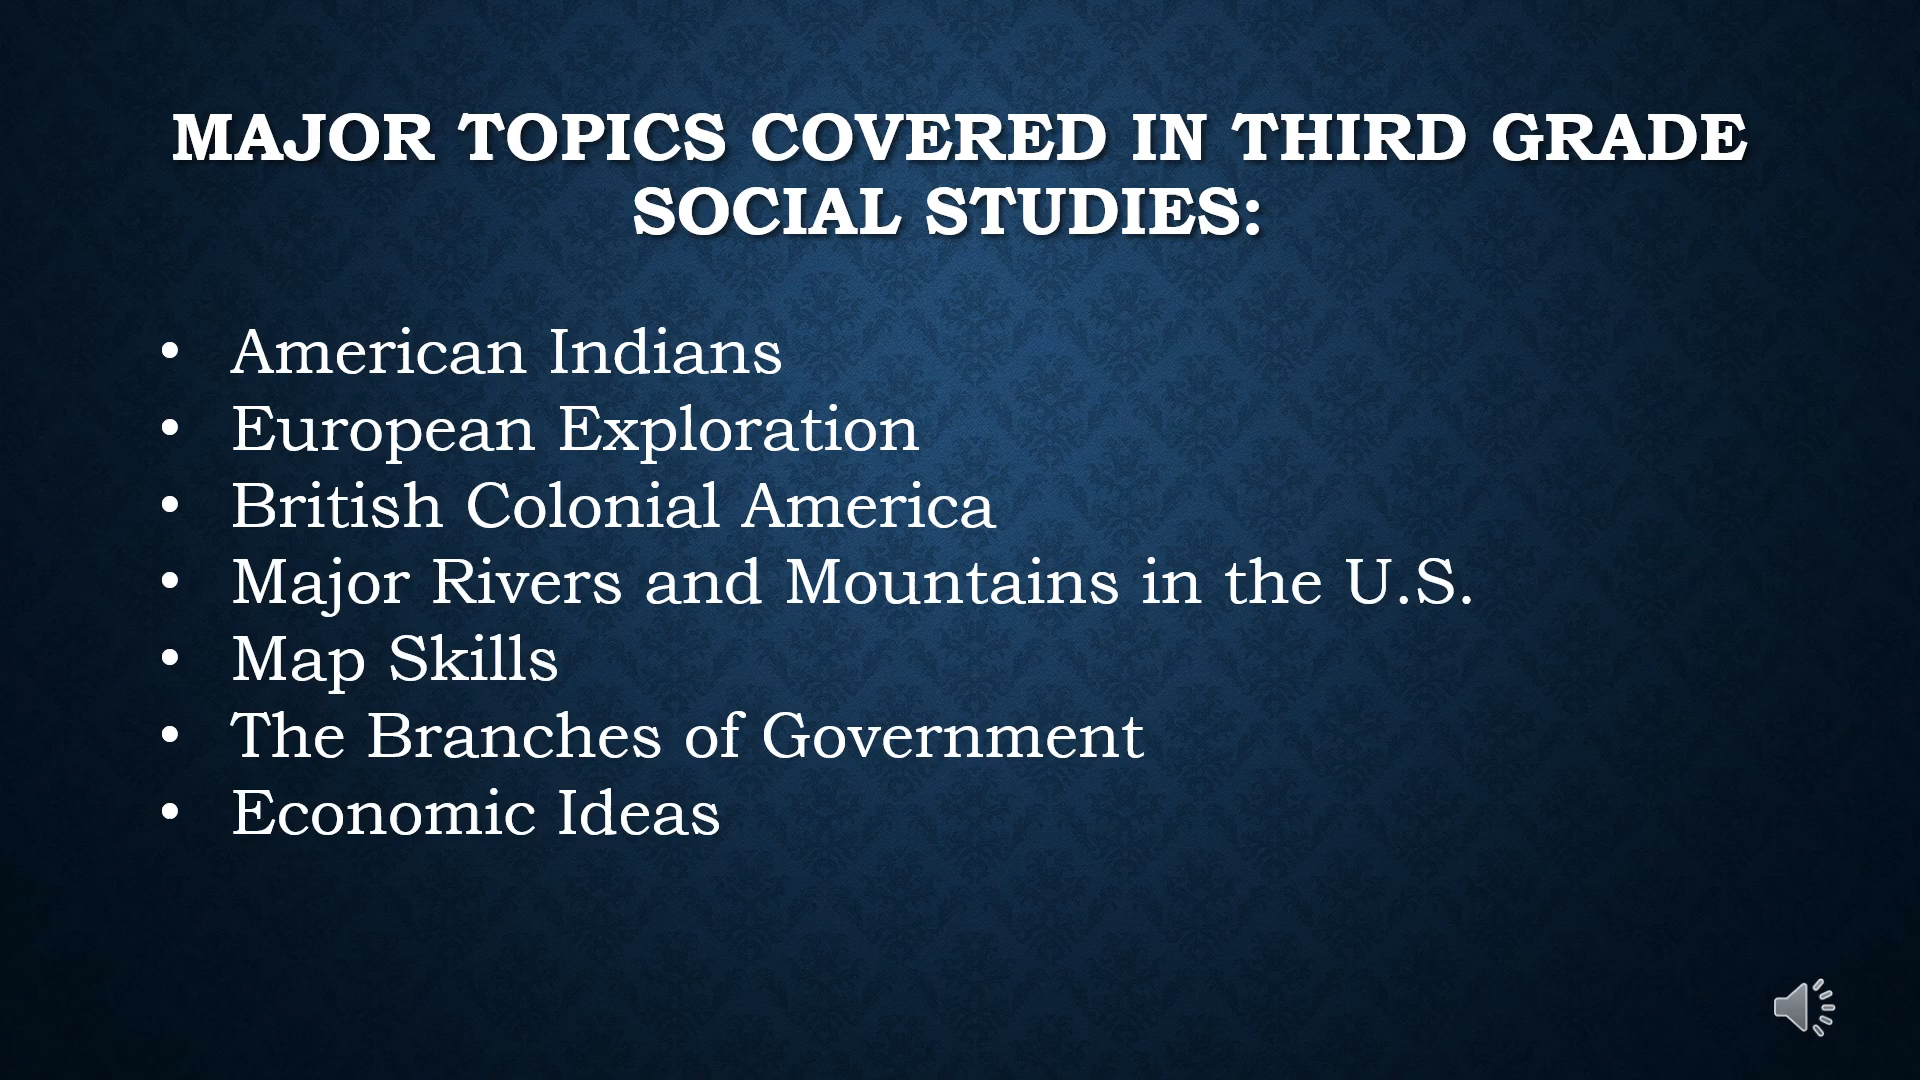 MAJOR TOPICS COVERED IN THIRD GRADE
SOCIAL STUDIES:
• American Indians
• European Exploration
• British Colonial America
• Major Rivers and Mountains in the U.S.
• Map Skills
• The Branches of Government
• Economic Ideas